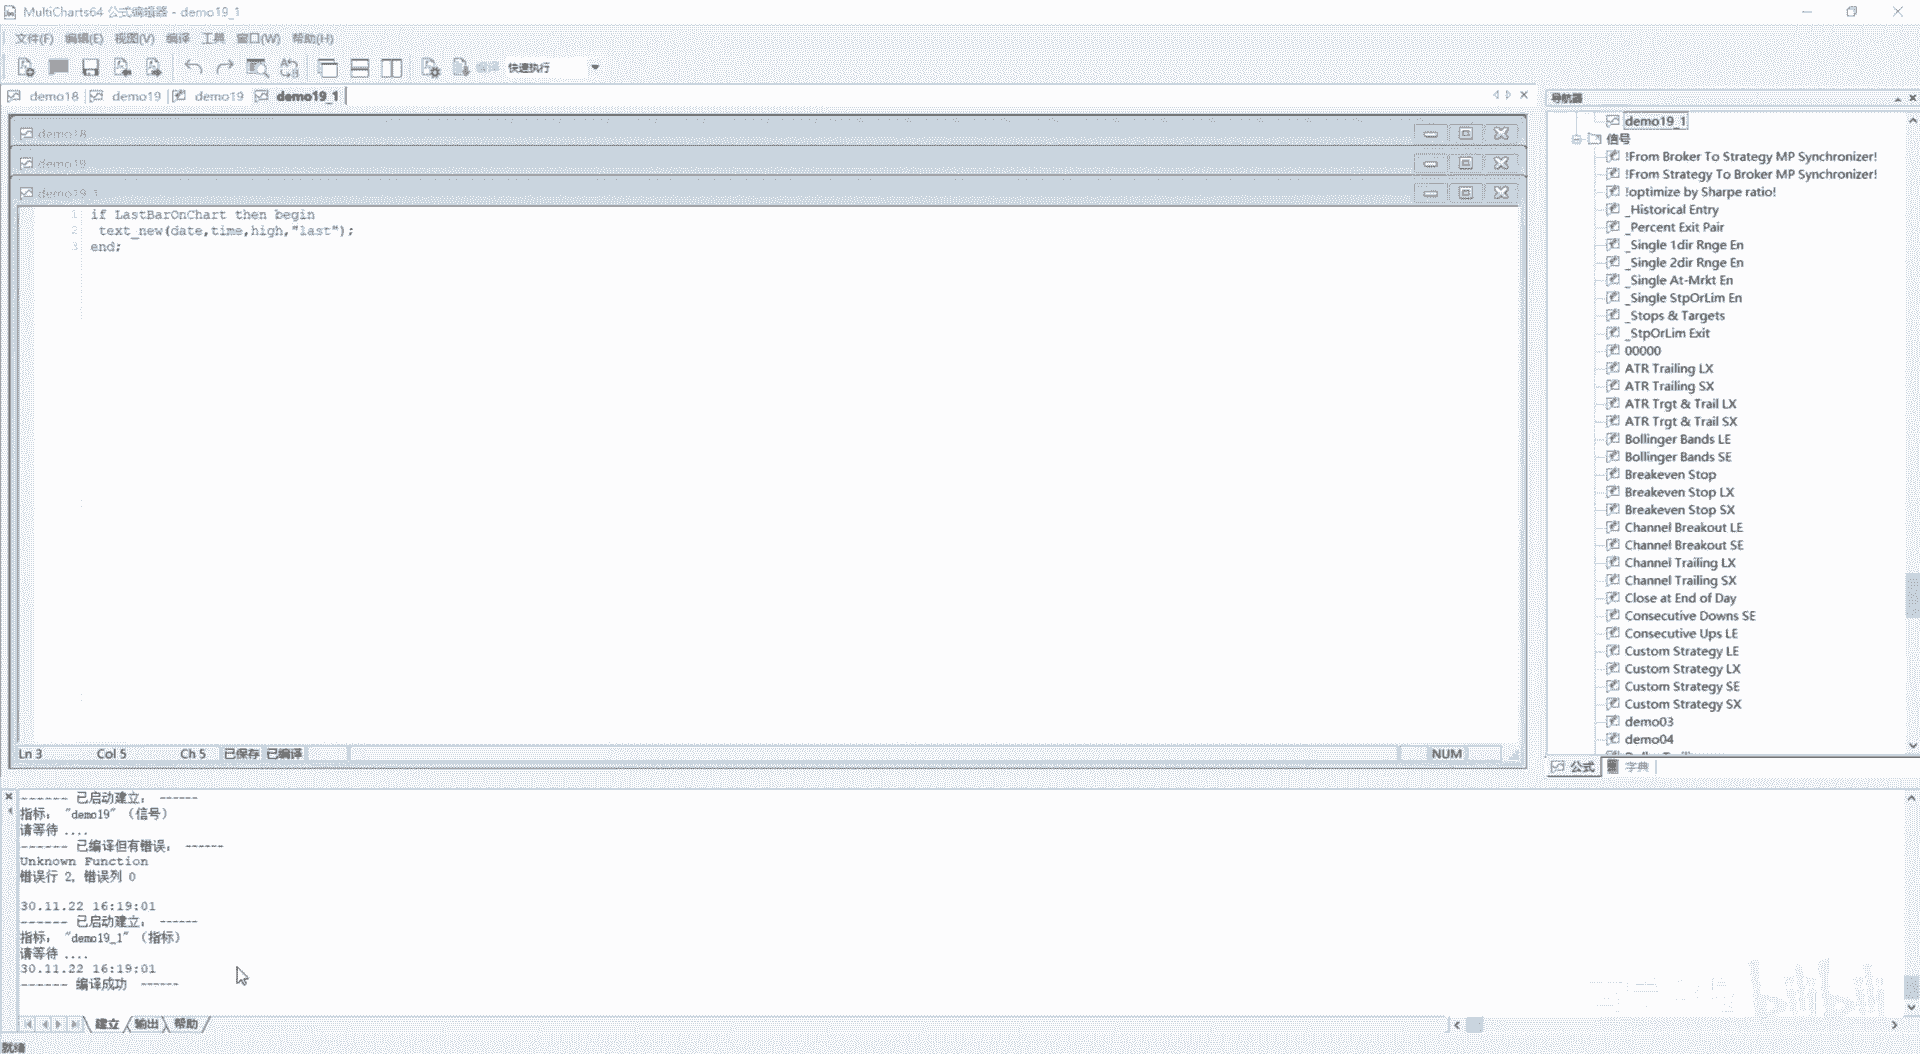 MultiCharts64 公式编辑器 - demo19_1
文件(F) 编辑(E) 视图(V) 编译 工具 窗口(W) 帮助(H)
编译 快速执行
demo18 demo19 demo19 demo19_1
demo18
demo19
demo19_1
1 if LastBarOnChart then begin
2 text_new(date,time,high,"last");
3 end;
Ln 3 Col 5 Ch 5 已保存 已编译 NUM
导航器
demo19_1
信号
!From Broker To Strategy MP Synchronizer!
!From Strategy To Broker MP Synchronizer!
!optimize by Sharpe ratio!
_Historical Entry
_Percent Exit Pair
_Single 1dir Rnge En
_Single 2dir Rnge En
_Single At-Mrkt En
_Single StpOrLim En
_Stops & Targets
_StpOrLim Exit
00000
ATR Trailing LX
ATR Trailing SX
ATR Trgt & Trail LX
ATR Trgt & Trail SX
Bollinger Bands LE
Bollinger Bands SE
Breakeven Stop
Breakeven Stop LX
Breakeven Stop SX
Channel Breakout LE
Channel Breakout SE
Channel Trailing LX
Channel Trailing SX
Close at End of Day
Consecutive Downs SE
Consecutive Ups LE
Custom Strategy LE
Custom Strategy LX
Custom Strategy SE
Custom Strategy SX
demo03
demo04
公式 字典
------ 已启动建立： ------
指标： "demo19" （信号）
请等待 ....
------ 已编译但有错误： ------
Unknown Function
错误行 2, 错误列 0
30.11.22 16:19:01
------ 已启动建立： ------
指标： "demo19_1" （指标）
请等待 ....
30.11.22 16:19:01
------ 编译成功 ------
建立 输出 帮助
就绪
bilibili